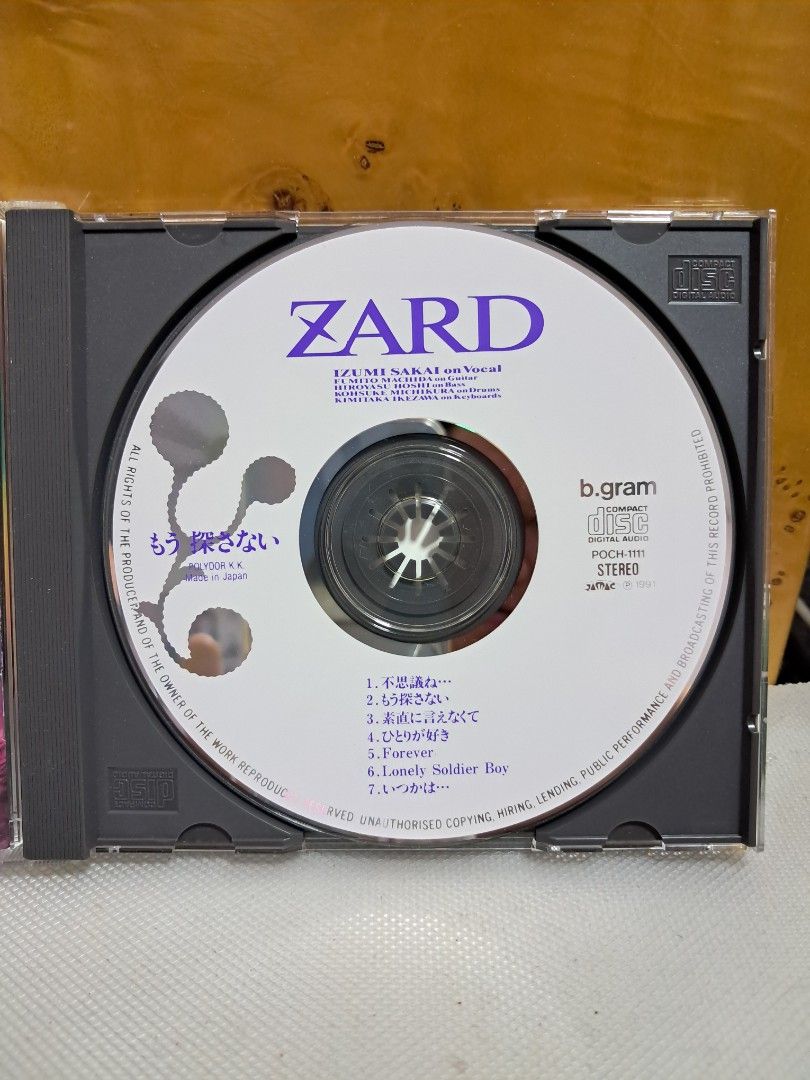 COMPACT
disc
DIGITAL AUDIO
ZARD
IZUMI SAKAI on Vocal
FUMITO MACHIDA on Guitar
HIROYASU HOSHI on Bass
KOHSUKE MICHIKURA on Drums
KIMITAKA IKEZAWA on Keyboards
もう探さない
POLYDOR K.K.
Made in Japan
b.gram
COMPACT
disc
DIGITAL AUDIO
POCH-1111
STEREO
JASRAC Ⓟ 1991
1.不思議ね…
2.もう探さない
3.素直に言えなくて
4.ひとりが好き
5.Forever
6.Lonely Soldier Boy
7.いつかは…
ALL RIGHTS OF THE PRODUCER AND OF THE OWNER OF THE WORK REPRODUCED RESERVED UNAUTHORISED COPYING, HIRING, LENDING, PUBLIC PERFORMANCE AND BROADCASTING OF THIS RECORD PROHIBITED
COMPACT
disc
DIGITAL AUDIO